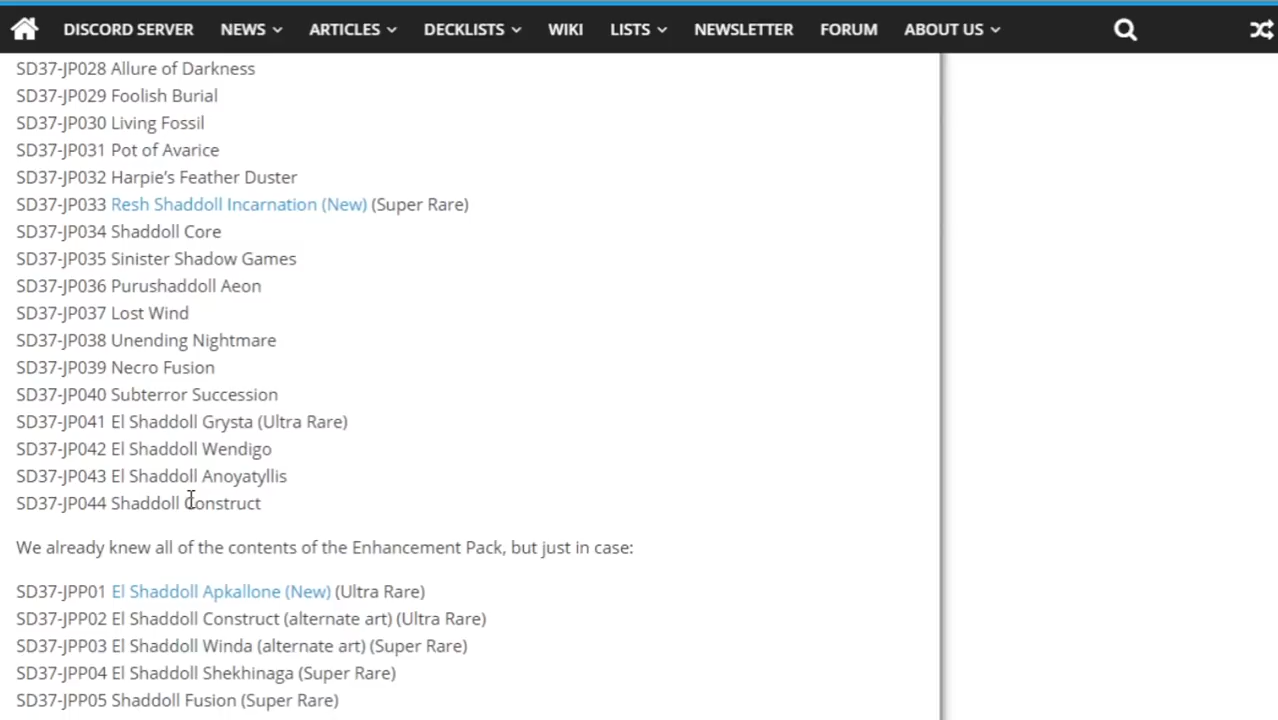 DISCORD SERVER NEWS ARTICLES DECKLISTS WIKI LISTS NEWSLETTER FORUM ABOUT US
SD37-JP028 Allure of Darkness
SD37-JP029 Foolish Burial
SD37-JP030 Living Fossil
SD37-JP031 Pot of Avarice
SD37-JP032 Harpie’s Feather Duster
SD37-JP033 Resh Shaddoll Incarnation (New) (Super Rare)
SD37-JP034 Shaddoll Core
SD37-JP035 Sinister Shadow Games
SD37-JP036 Purushaddoll Aeon
SD37-JP037 Lost Wind
SD37-JP038 Unending Nightmare
SD37-JP039 Necro Fusion
SD37-JP040 Subterror Succession
SD37-JP041 El Shaddoll Grysta (Ultra Rare)
SD37-JP042 El Shaddoll Wendigo
SD37-JP043 El Shaddoll Anoyatyllis
SD37-JP044 Shaddoll Construct
We already knew all of the contents of the Enhancement Pack, but just in case:
SD37-JPP01 El Shaddoll Apkallone (New) (Ultra Rare)
SD37-JPP02 El Shaddoll Construct (alternate art) (Ultra Rare)
SD37-JPP03 El Shaddoll Winda (alternate art) (Super Rare)
SD37-JPP04 El Shaddoll Shekhinaga (Super Rare)
SD37-JPP05 Shaddoll Fusion (Super Rare)